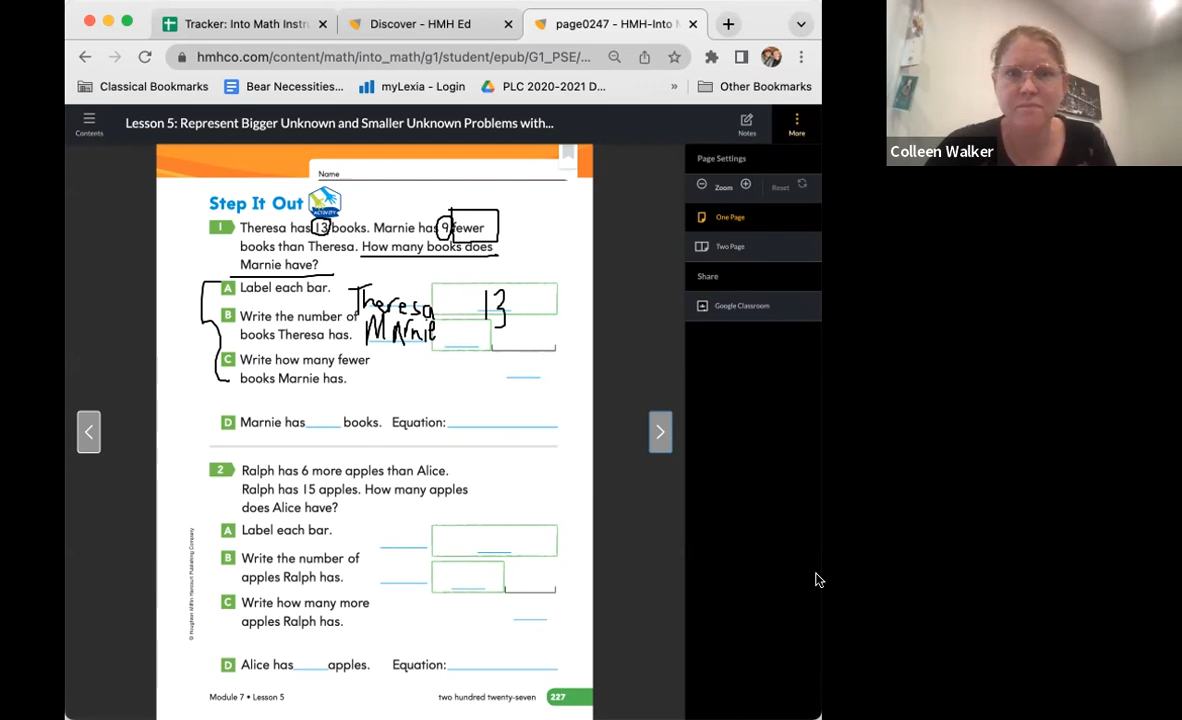 Tracker: Into Math Instr
Discover - HMH Ed
page0247 - HMH-Into M
hmhco.com/content/math/into_math/g1/student/epub/G1_PSE/...
Classical Bookmarks
Bear Necessities...
myLexia - Login
PLC 2020-2021 D...
»
Other Bookmarks
Contents
Lesson 5: Represent Bigger Unknown and Smaller Unknown Problems with...
Notes
More
Page Settings
Zoom
Reset
One Page
Two Page
Share
Google Classroom
Colleen Walker
Name
Step It Out
ACTIVITY
1 Theresa has 13 books. Marnie has 9 fewer
books than Theresa. How many books does
Marnie have?
A Label each bar.
Theresa 13
B Write the number of
books Theresa has.
Marnie
C Write how many fewer
books Marnie has.
D Marnie has books. Equation:
2 Ralph has 6 more apples than Alice.
Ralph has 15 apples. How many apples
does Alice have?
A Label each bar.
B Write the number of
apples Ralph has.
C Write how many more
apples Ralph has.
D Alice has apples. Equation:
© Houghton Mifflin Harcourt Publishing Company
Module 7 • Lesson 5
two hundred twenty-seven 227